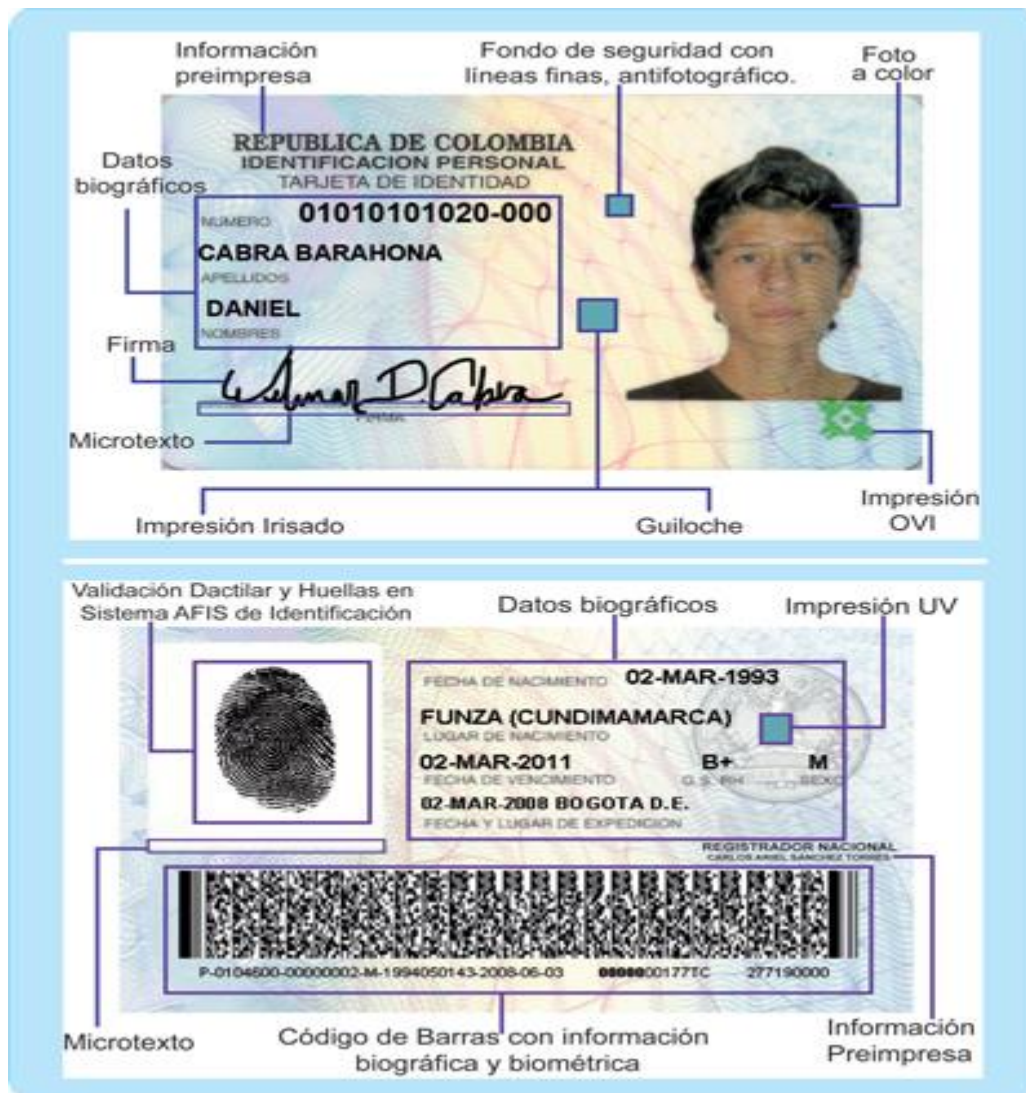 Información
preimpresa
Fondo de seguridad con
líneas finas, antifotográfico.
Foto
a color
Datos
biográficos
REPUBLICA DE COLOMBIA
IDENTIFICACION PERSONAL
TARJETA DE IDENTIDAD
NUMERO 01010101020-000
CABRA BARAHONA
APELLIDOS
DANIEL
NOMBRES
Firma
D. Cabra
FIRMA
Microtexto
Impresión Irisado
Guiloche
Impresión
OVI
Validación Dactilar y Huellas en
Sistema AFIS de Identificación
Datos biográficos
Impresión UV
FECHA DE NACIMIENTO 02-MAR-1993
FUNZA (CUNDIMAMARCA)
LUGAR DE NACIMIENTO
02-MAR-2011 B+ M
FECHA DE VENCIMIENTO G. S. RH SEXO
02-MAR-2008 BOGOTA D.E.
FECHA Y LUGAR DE EXPEDICION
REGISTRADOR NACIONAL
CARLOS ARIEL SANCHEZ TORRES
P-0104600-00000002-M-1994050143-2008-06-03 0000000177TC 277190000
Microtexto
Código de Barras con información
biográfica y biométrica
Información
Preimpresa